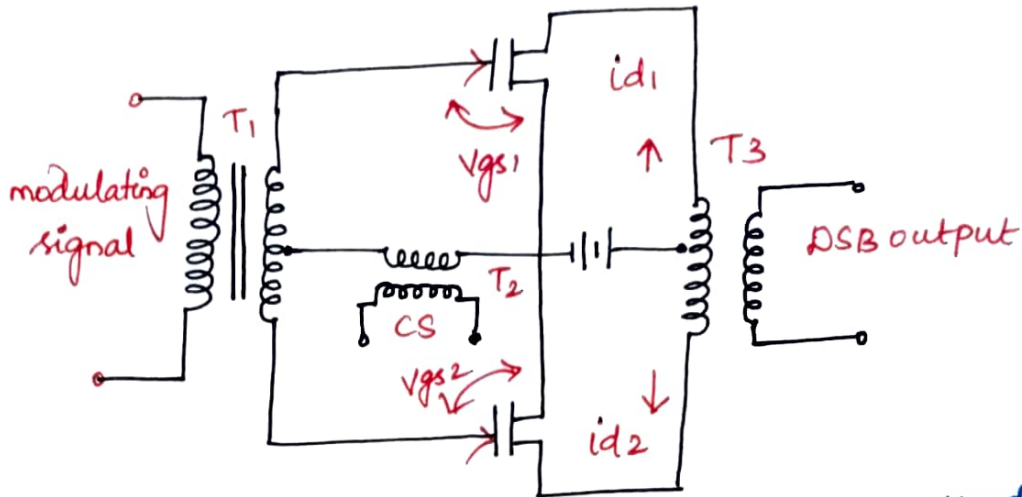 T1
modulating
signal
Vgs1
id1
T3
DSB output
T2
CS
Vgs2
id2